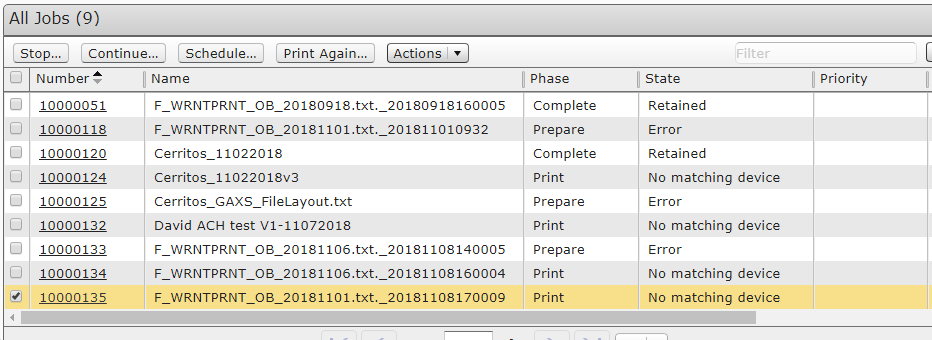 All Jobs (9)
Stop... Continue... Schedule... Print Again... Actions Filter
Number Name Phase State Priority
10000051 F_WRNTPRNT_OB_20180918.txt._20180918160005 Complete Retained
10000118 F_WRNTPRNT_OB_20181101.txt._201811010932 Prepare Error
10000120 Cerritos_11022018 Complete Retained
10000124 Cerritos_11022018v3 Print No matching device
10000125 Cerritos_GAXS_FileLayout.txt Prepare Error
10000132 David ACH test V1-11072018 Print No matching device
10000133 F_WRNTPRNT_OB_20181106.txt._20181108140005 Prepare Error
10000134 F_WRNTPRNT_OB_20181106.txt._20181108160004 Print No matching device
10000135 F_WRNTPRNT_OB_20181101.txt._20181108170009 Print No matching device